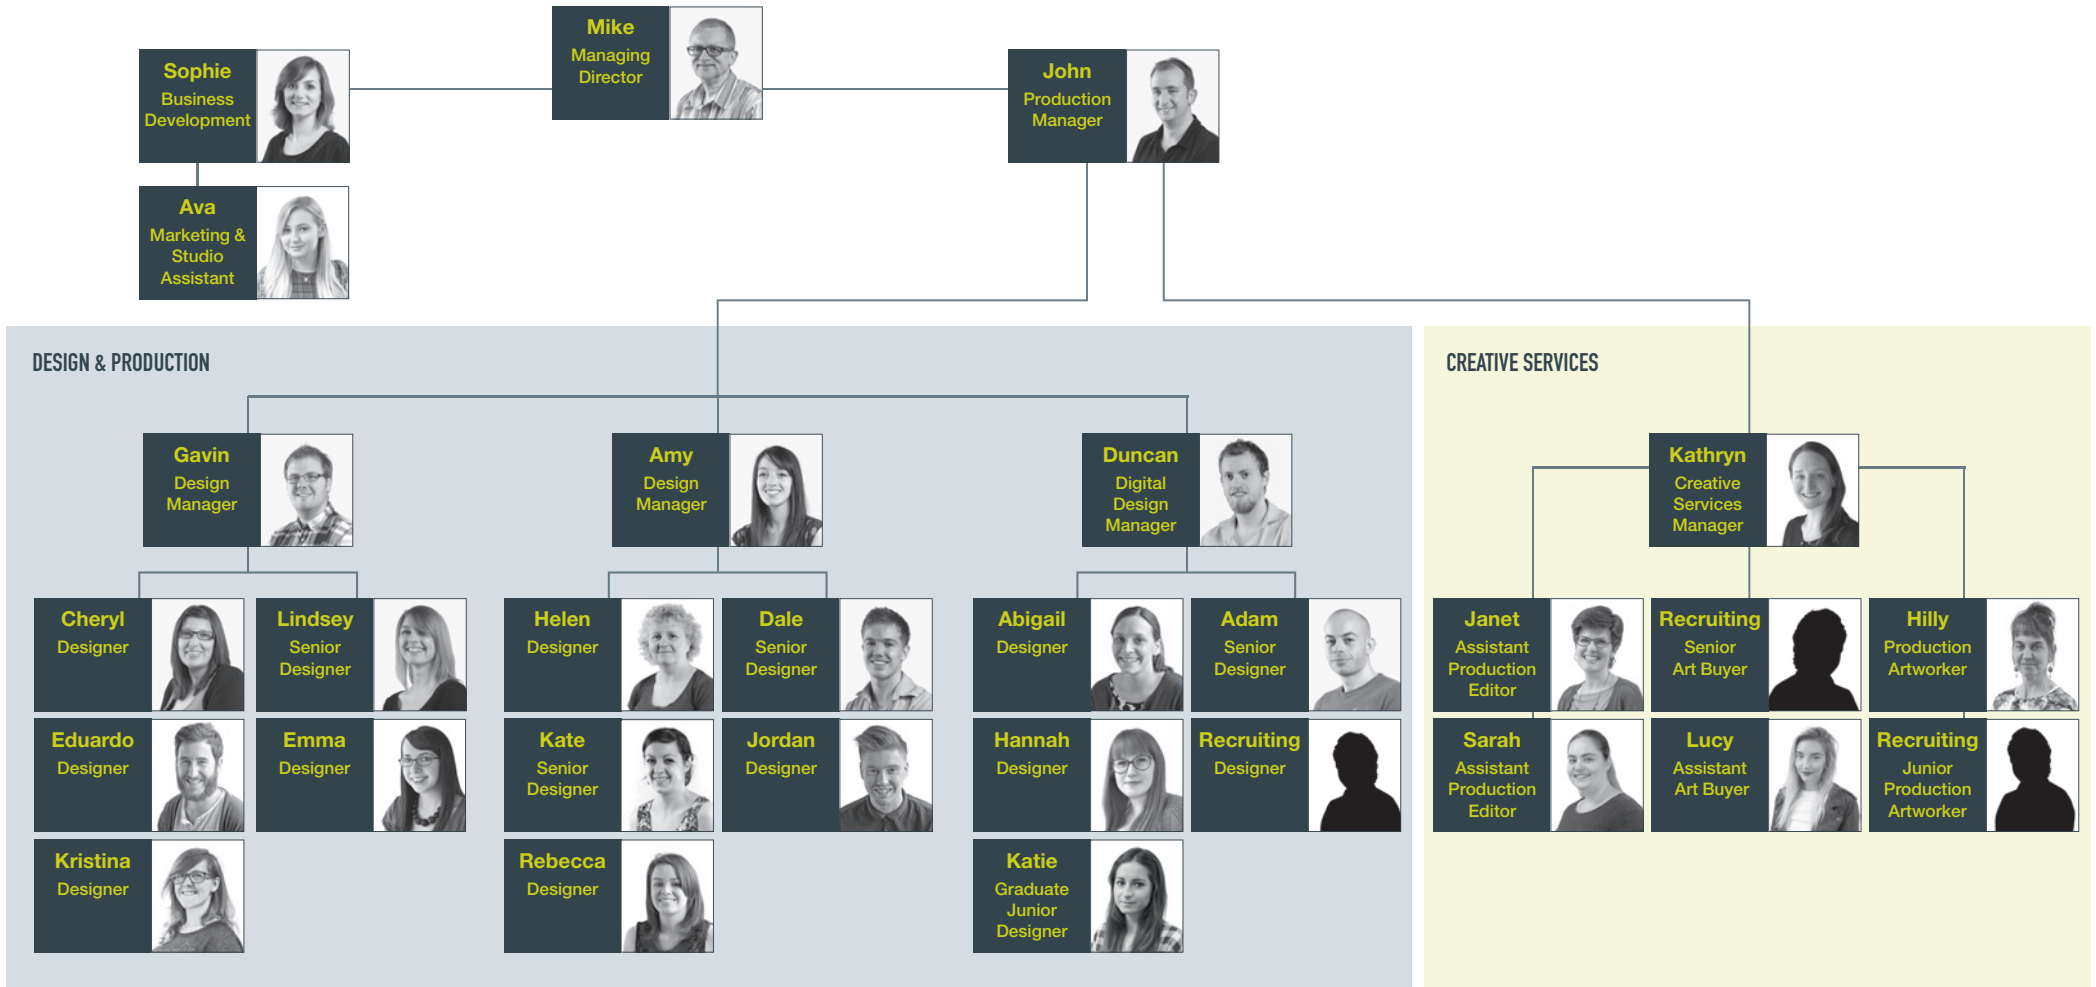 Mike
Managing
Director
Sophie
Business
Development
John
Production
Manager
Ava
Marketing &
Studio
Assistant
DESIGN & PRODUCTION
Gavin
Design
Manager
Amy
Design
Manager
Duncan
Digital
Design
Manager
Cheryl
Designer
Lindsey
Senior
Designer
Helen
Designer
Dale
Senior
Designer
Abigail
Designer
Adam
Senior
Designer
Eduardo
Designer
Emma
Designer
Kate
Senior
Designer
Jordan
Designer
Hannah
Designer
Recruiting
Designer
Kristina
Designer
Rebecca
Designer
Katie
Graduate
Junior
Designer
CREATIVE SERVICES
Kathryn
Creative
Services
Manager
Janet
Assistant
Production
Editor
Recruiting
Senior
Art Buyer
Hilly
Production
Artworker
Sarah
Assistant
Production
Editor
Lucy
Assistant
Art Buyer
Recruiting
Junior
Production
Artworker